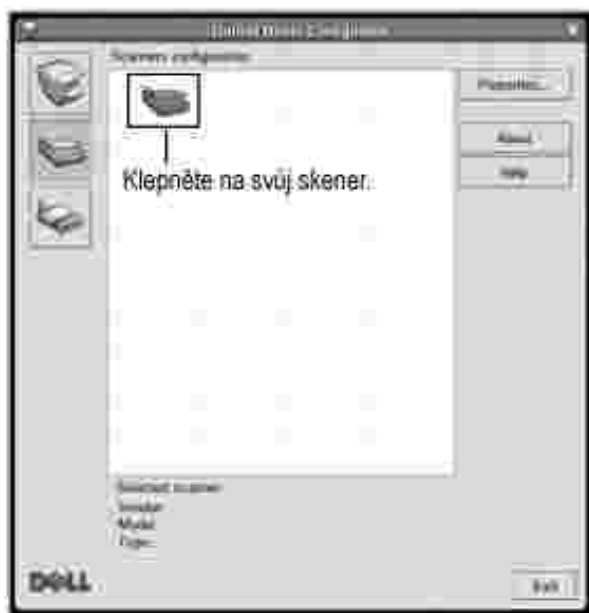 Scanners configuration
Properties...
Klepněte na svůj skener.
About
Help
Selected scanner:
Vendor:
Model:
Type:
DELL
Exit